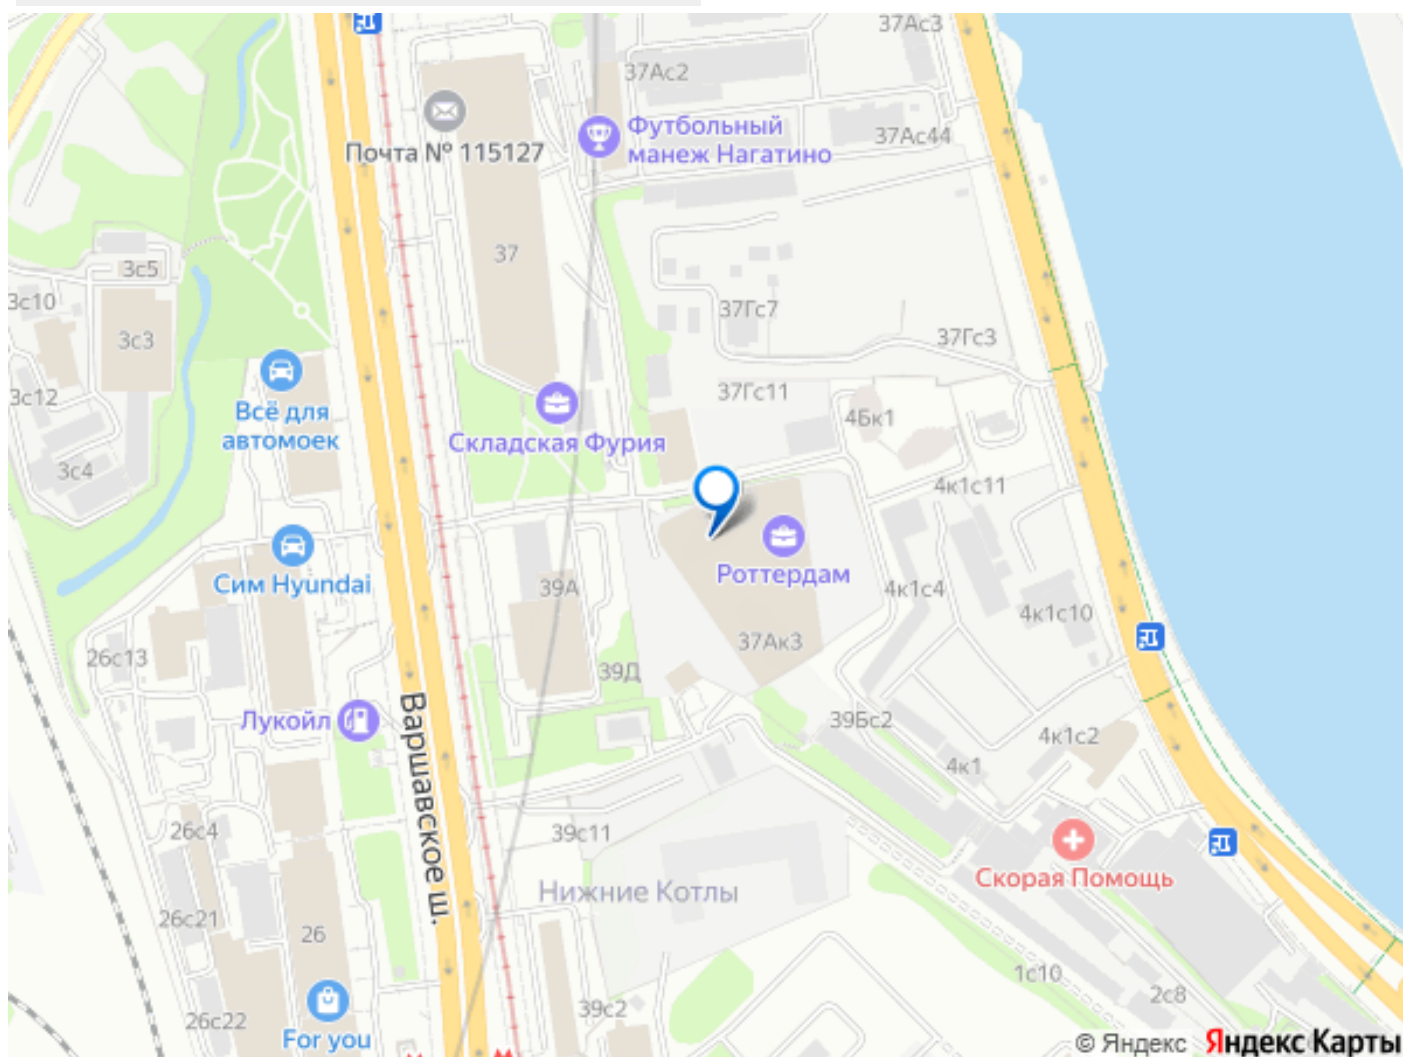 37Ас3
37Ас2
Футбольный
манеж Нагатино
37Ас44
Почта № 115127
37
3с5
3с10
3с3
37Гс7
37Гс3
3с12
Всё для
автомоек
37Гс11
4Бк1
Складская Фурия
3с4
4к1с11
Сим Hyundai
39А
Роттердам
4к1с4
4к1с10
37Ак3
26с13
39Д
Лукойл
Варшавское ш.
39Бс2
4к1с2
4к1
26с4
39с11
Скорая Помощь
Нижние Котлы
26с21
26
1с10
2с8
39с2
26с22
For you
© Яндекс Яндекс Карты